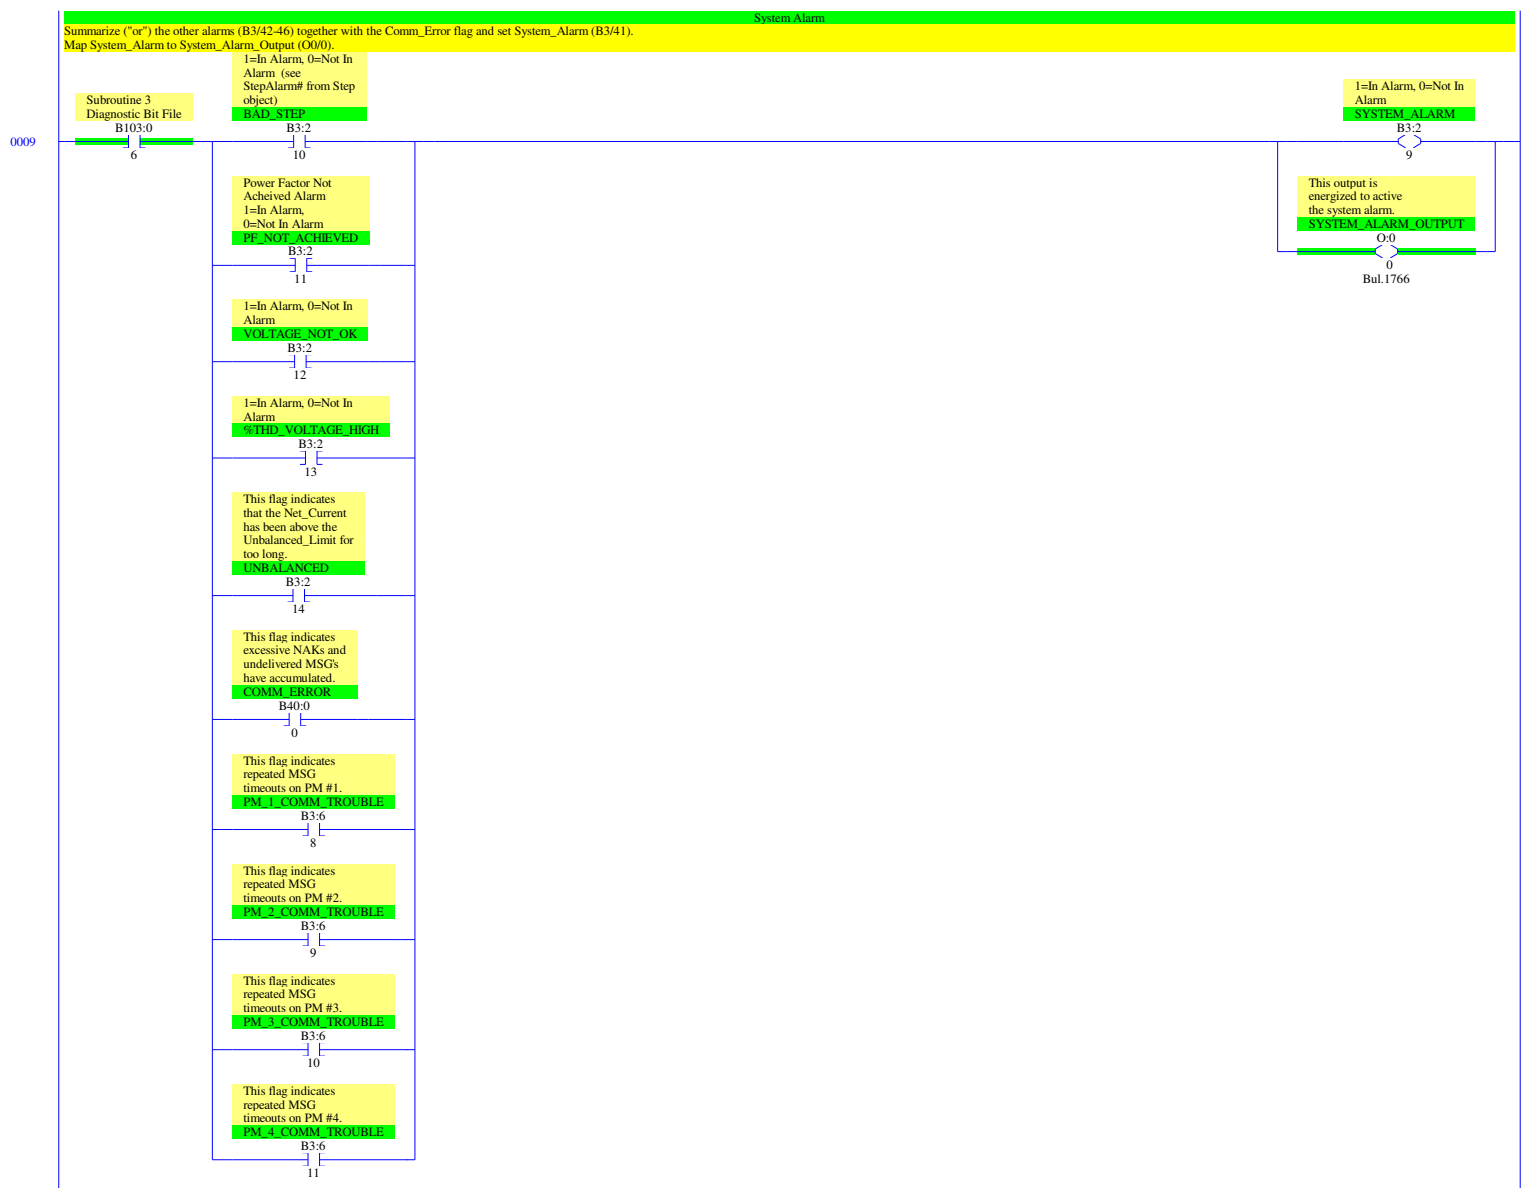 System Alarm
Summarize ("or") the other alarms (B3/42-46) together with the Comm_Error flag and set System_Alarm (B3/41).
Map System_Alarm to System_Alarm_Output (O0/0).
0009
Subroutine 3
Diagnostic Bit File
B103:0
6
1=In Alarm, 0=Not In
Alarm (see
StepAlarm# from Step
object)
BAD_STEP
B3:2
10
Power Factor Not
Acheived Alarm
1=In Alarm,
0=Not In Alarm
PF_NOT_ACHIEVED
B3:2
11
1=In Alarm, 0=Not In
Alarm
VOLTAGE_NOT_OK
B3:2
12
1=In Alarm, 0=Not In
Alarm
%THD_VOLTAGE_HIGH
B3:2
13
This flag indicates
that the Net_Current
has been above the
Unbalanced_Limit for
too long.
UNBALANCED
B3:2
14
This flag indicates
excessive NAKs and
undelivered MSG's
have accumulated.
COMM_ERROR
B40:0
0
This flag indicates
repeated MSG
timeouts on PM #1.
PM_1_COMM_TROUBLE
B3:6
8
This flag indicates
repeated MSG
timeouts on PM #2.
PM_2_COMM_TROUBLE
B3:6
9
This flag indicates
repeated MSG
timeouts on PM #3.
PM_3_COMM_TROUBLE
B3:6
10
This flag indicates
repeated MSG
timeouts on PM #4.
PM_4_COMM_TROUBLE
B3:6
11
1=In Alarm, 0=Not In
Alarm
SYSTEM_ALARM
B3:2
9
This output is
energized to active
the system alarm.
SYSTEM_ALARM_OUTPUT
O:0
0
Bul.1766